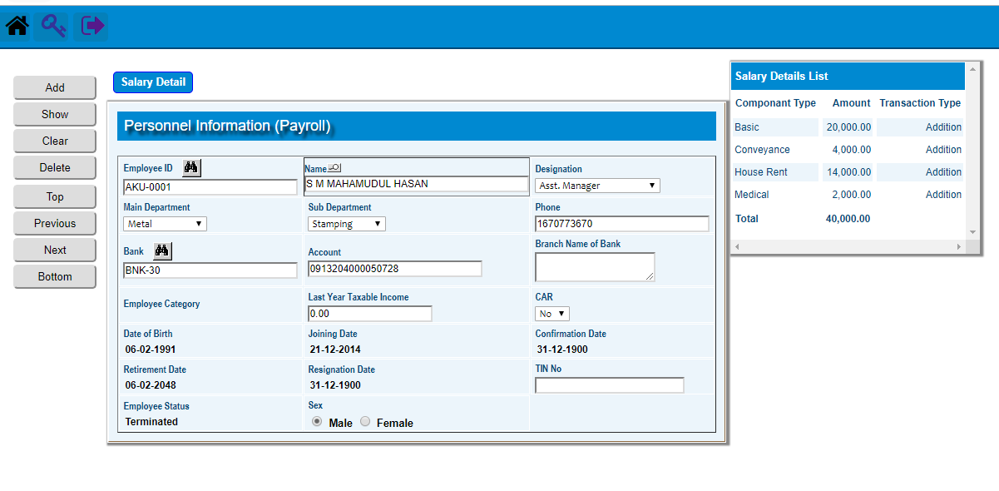 Add
Show
Clear
Delete
Top
Previous
Next
Bottom
Salary Detail
Personnel Information (Payroll)
Employee ID
AKU-0001
Name
S M MAHAMUDUL HASAN
Designation
Asst. Manager
Main Department
Metal
Sub Department
Stamping
Phone
1670773670
Bank
BNK-30
Account
0913204000050728
Branch Name of Bank
Employee Category
Last Year Taxable Income
0.00
CAR
No
Date of Birth
06-02-1991
Joining Date
21-12-2014
Confirmation Date
31-12-1900
Retirement Date
06-02-2048
Resignation Date
31-12-1900
TIN No
Employee Status
Terminated
Sex
Male Female
Salary Details List
Componant Type Amount Transaction Type
Basic 20,000.00 Addition
Conveyance 4,000.00 Addition
House Rent 14,000.00 Addition
Medical 2,000.00 Addition
Total 40,000.00